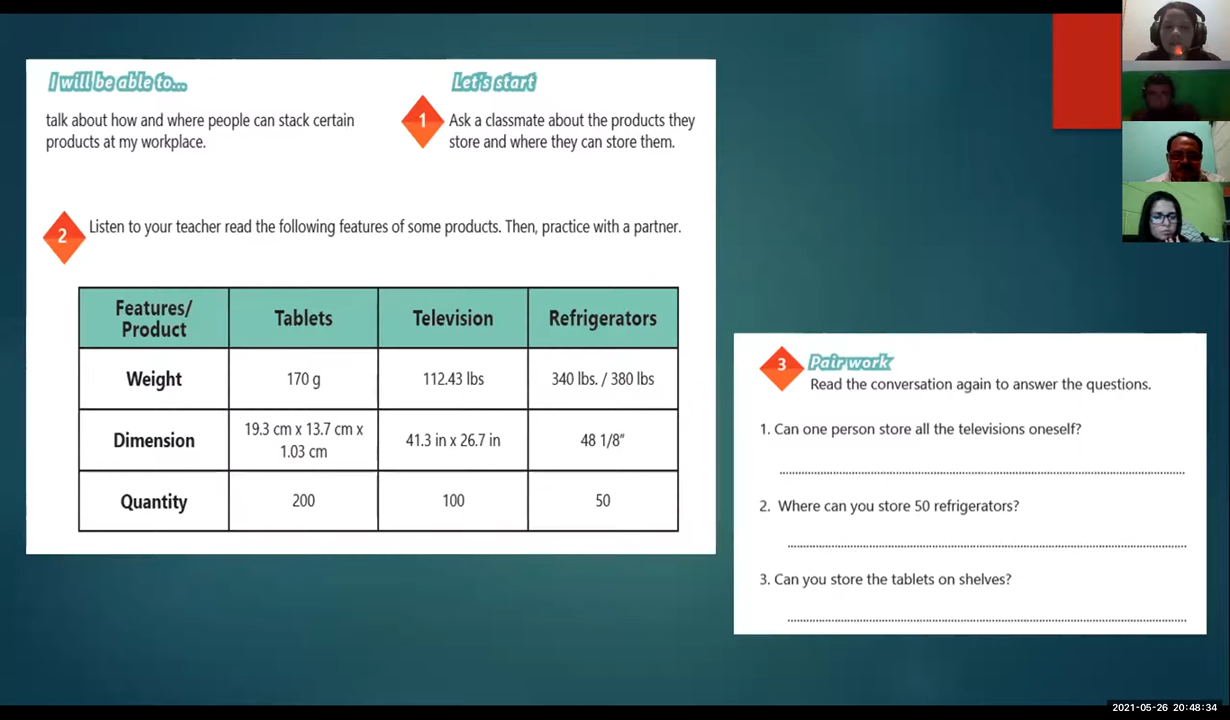 I will be able to...
talk about how and where people can stack certain
products at my workplace.
Let's start
1
Ask a classmate about the products they
store and where they can store them.
2
Listen to your teacher read the following features of some products. Then, practice with a partner.
Features/
Product
Tablets
Television
Refrigerators
Weight
170 g
112.43 lbs
340 lbs. / 380 lbs
Dimension
19.3 cm x 13.7 cm x
1.03 cm
41.3 in x 26.7 in
48 1/8"
Quantity
200
100
50
3
Pair work
Read the conversation again to answer the questions.
1. Can one person store all the televisions oneself?
2. Where can you store 50 refrigerators?
3. Can you store the tablets on shelves?
2021-05-26 20:48:34